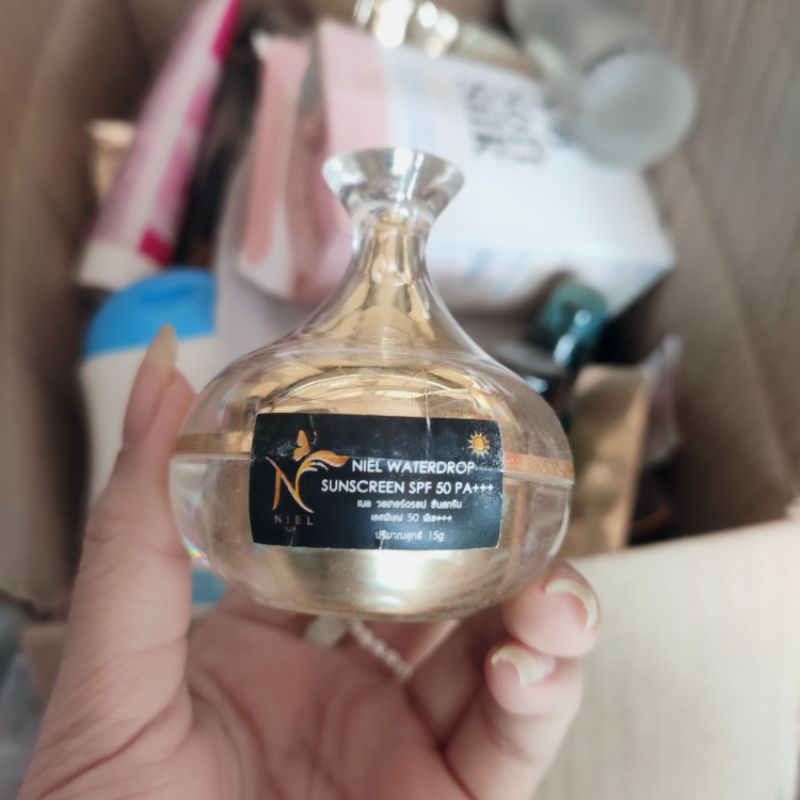 NIEL WATERDROP
SUNSCREEN SPF 50 PA+++
เนล วอเทอร์ดรอป ซันสกรีน
เอสพีเอฟ 50 พีเอ+++
ปริมาณสุทธิ 15g
N
NIEL